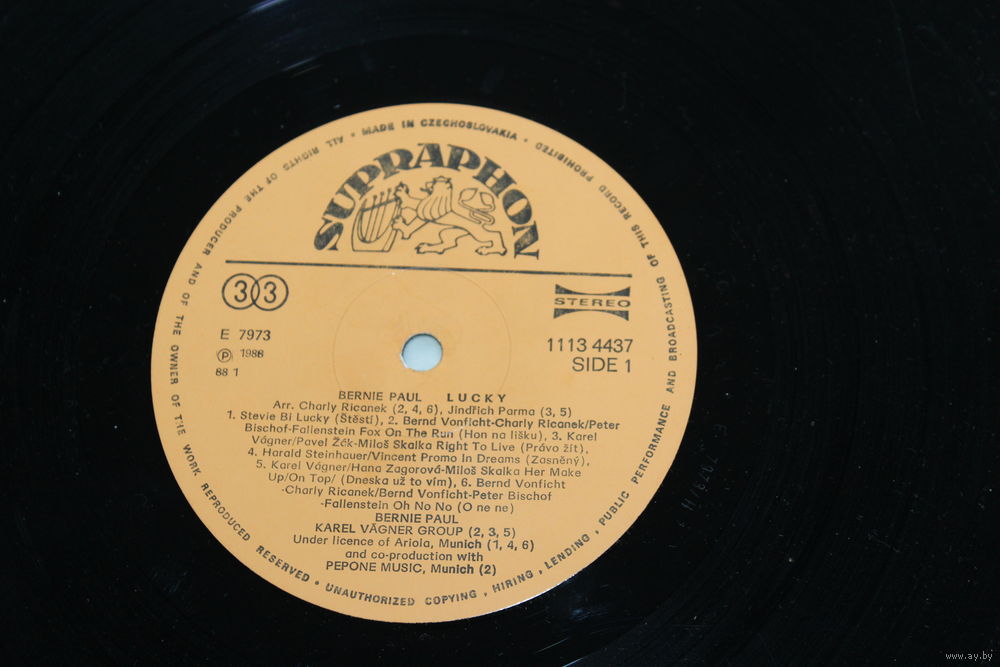 MADE IN CZECHOSLOVAKIA • ALL RIGHTS OF THE PRODUCER AND OF THE OWNER OF THE WORK REPRODUCED RESERVED • UNAUTHORIZED COPYING, HIRING, LENDING, PUBLIC PERFORMANCE AND BROADCASTING OF THIS RECORD PROHIBITED •
SUPRAPHON
33
STEREO
E 7973
1113 4437
℗ 1988
SIDE 1
88 1
BERNIE PAUL LUCKY
Arr. Charly Ricanek (2, 4, 6), Jindřich Parma (3, 5)
1. Stevie Bi Lucky (Štěstí), 2. Bernd Vonficht-Charly Ricanek/Peter
Bischof-Fallenstein Fox On The Run (Hon na lišku), 3. Karel
Vágner/Pavel Žák-Miloš Skalka Right To Live (Právo žít),
4. Harald Steinhauer/Vincent Promo In Dreams (Zasněný),
5. Karel Vágner/Hana Zagorová-Miloš Skalka Her Make
Up/On Top/ (Dneska už to vím), 6. Bernd Vonficht
-Charly Ricanek/Bernd Vonficht-Peter Bischof
-Fallenstein Oh No No (O ne ne)
BERNIE PAUL
KAREL VÁGNER GROUP (2, 3, 5)
Under licence of Ariola, Munich (1, 4, 6)
and co-production with
PEPONE MUSIC, Munich (2)
www.ay.by